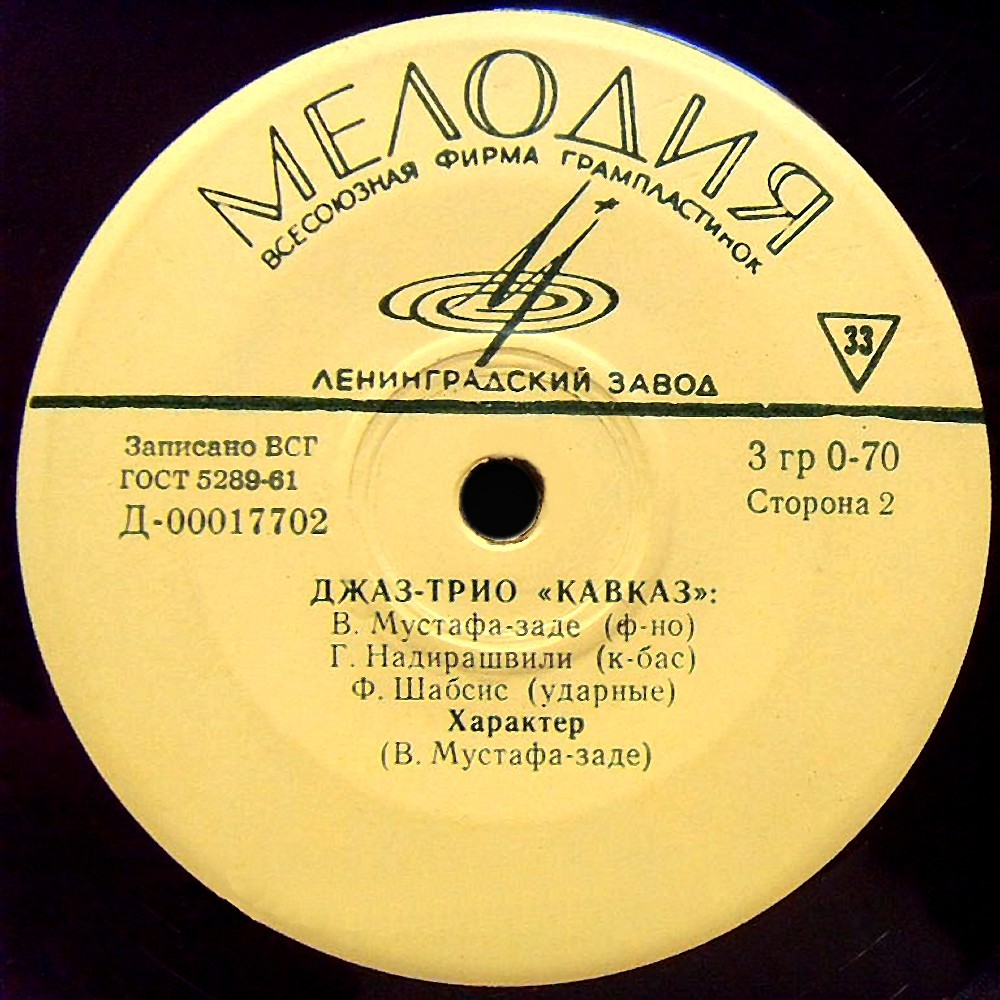 МЕЛОДИЯ
ВСЕСОЮЗНАЯ ФИРМА ГРАМПЛАСТИНОК
33
ЛЕНИНГРАДСКИЙ ЗАВОД
Записано ВСГ
ГОСТ 5289-61
Д-00017702
3 гр 0-70
Сторона 2
ДЖАЗ-ТРИО «КАВКАЗ»:
В. Мустафа-заде (ф-но)
Г. Надирашвили (к-бас)
Ф. Шабсис (ударные)
Характер
(В. Мустафа-заде)